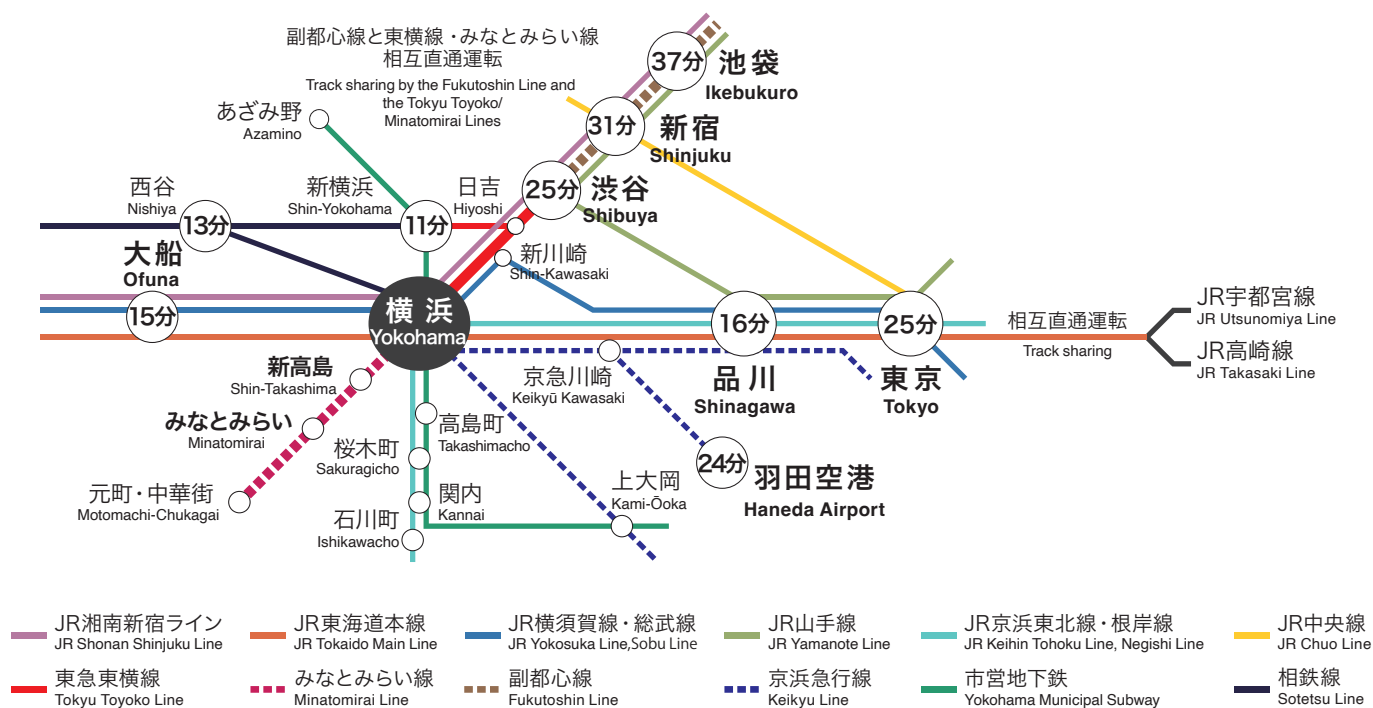 副都心線と東横線・みなとみらい線
相互直通運転
Track sharing by the Fukutoshin Line and
the Tokyu Toyoko/
Minatomirai Lines
37分
池袋
Ikebukuro
31分
新宿
Shinjuku
あざみ野
Azamino
25分
渋谷
Shibuya
西谷
Nishiya
13分
新横浜
Shin-Yokohama
11分
日吉
Hiyoshi
新川崎
Shin-Kawasaki
大船
Ofuna
15分
横浜
Yokohama
16分
品川
Shinagawa
25分
東京
Tokyo
相互直通運転
Track sharing
JR宇都宮線
JR Utsunomiya Line
JR高崎線
JR Takasaki Line
新高島
Shin-Takashima
みなとみらい
Minatomirai
元町・中華街
Motomachi-Chukagai
京急川崎
Keikyū Kawasaki
24分
羽田空港
Haneda Airport
高島町
Takashimacho
桜木町
Sakuragicho
関内
Kannai
石川町
Ishikawacho
上大岡
Kami-Ōoka
JR湘南新宿ライン
JR Shonan Shinjuku Line
JR東海道本線
JR Tokaido Main Line
JR横須賀線・総武線
JR Yokosuka Line,Sobu Line
JR山手線
JR Yamanote Line
JR京浜東北線・根岸線
JR Keihin Tohoku Line, Negishi Line
JR中央線
JR Chuo Line
東急東横線
Tokyu Toyoko Line
みなとみらい線
Minatomirai Line
副都心線
Fukutoshin Line
京浜急行線
Keikyu Line
市営地下鉄
Yokohama Municipal Subway
相鉄線
Sotetsu Line